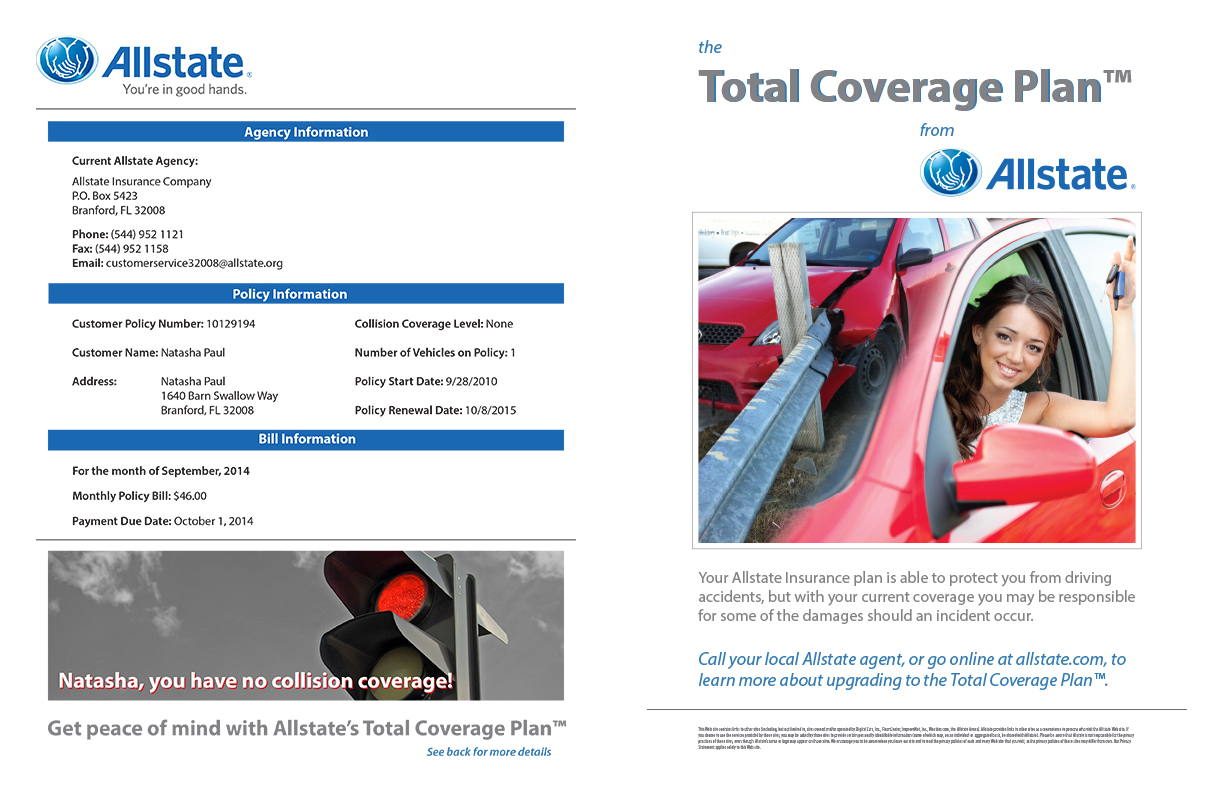 Allstate®
You're in good hands.
Agency Information
Current Allstate Agency:
Allstate Insurance Company
P.O. Box 5423
Branford, FL 32008
Phone: (544) 952 1121
Fax: (544) 952 1158
Email: customerservice32008@allstate.org
Policy Information
Customer Policy Number: 10129194
Customer Name: Natasha Paul
Address: Natasha Paul
1640 Barn Swallow Way
Branford, FL 32008
Collision Coverage Level: None
Number of Vehicles on Policy: 1
Policy Start Date: 9/28/2010
Policy Renewal Date: 10/8/2015
Bill Information
For the month of September, 2014
Monthly Policy Bill: $46.00
Payment Due Date: October 1, 2014
Natasha, you have no collision coverage!
Get peace of mind with Allstate's Total Coverage Plan™
See back for more details
the
Total Coverage Plan™
from
Allstate®
Your Allstate Insurance plan is able to protect you from driving
accidents, but with your current coverage you may be responsible
for some of the damages should an incident occur.
Call your local Allstate agent, or go online at allstate.com, to
learn more about upgrading to the Total Coverage Plan™.